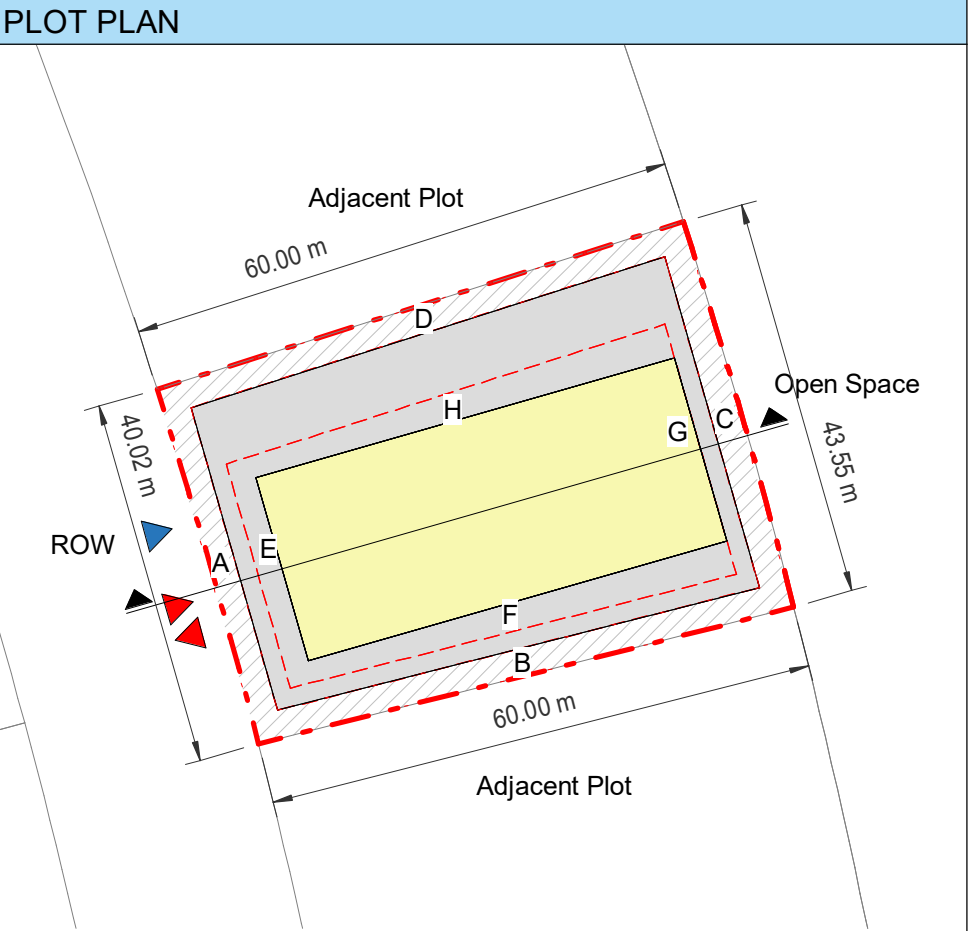 PLOT PLAN
Adjacent Plot
60.00 m
D
Open Space
H
C
G
40.02 m
43.55 m
ROW
E
A
F
B
60.00 m
Adjacent Plot